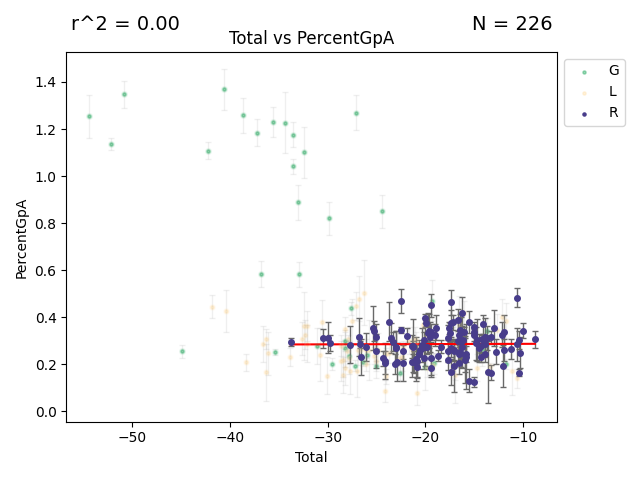 r^2 = 0.00
N = 226
Total vs PercentGpA
G
L
R
PercentGpA
1.4
1.2
1.0
0.8
0.6
0.4
0.2
0.0
−50
−40
−30
−20
−10
Total